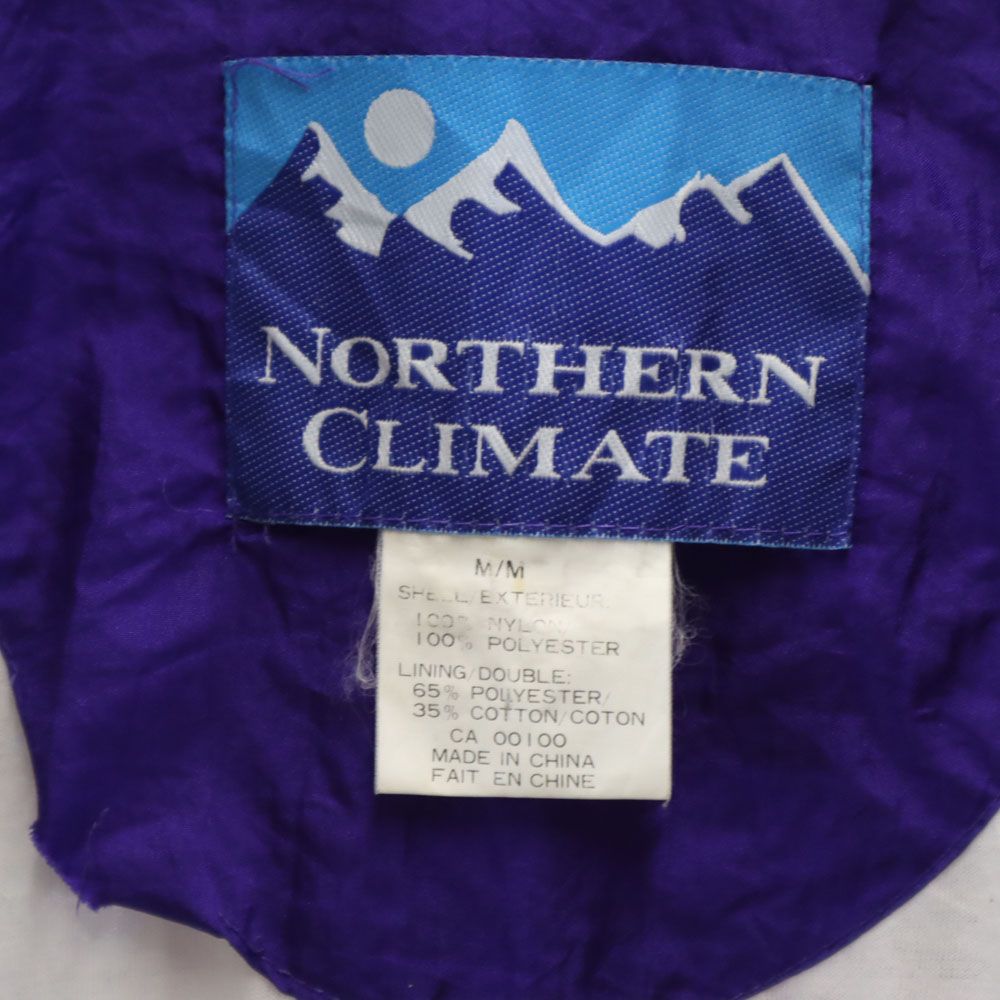 NORTHERN
CLIMATE
M/M
SHELL/EXTERIEUR:
100% NYLON/
100% POLYESTER
LINING/DOUBLE:
65% POLYESTER/
35% COTTON/COTON
CA 00100
MADE IN CHINA
FAIT EN CHINE